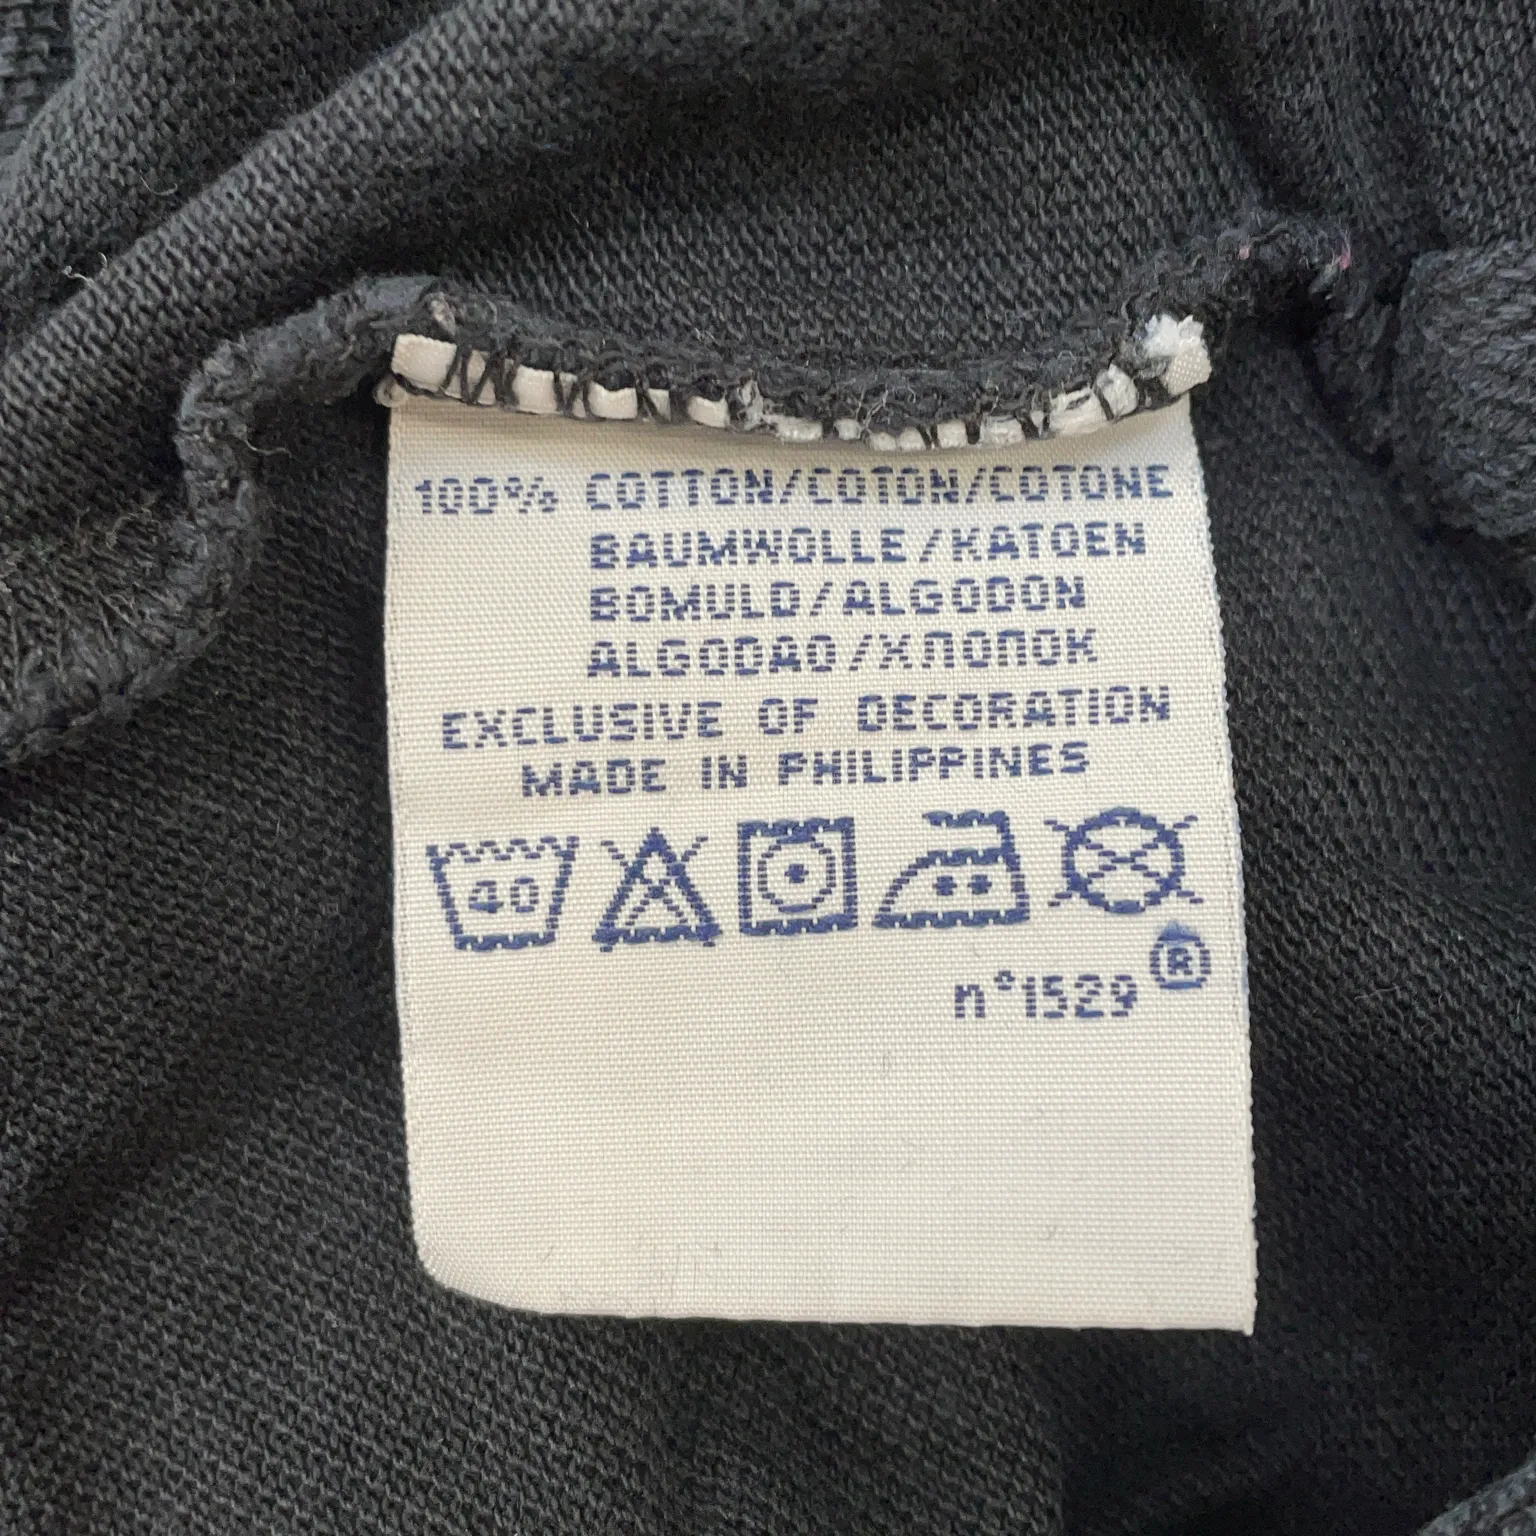 100% COTTON/COTON/COTONE
BAUMWOLLE/KATOEN
BOMULD/ALGODON
ALGODAO/ХЛОПОК
EXCLUSIVE OF DECORATION
MADE IN PHILIPPINES
40
n°1529®